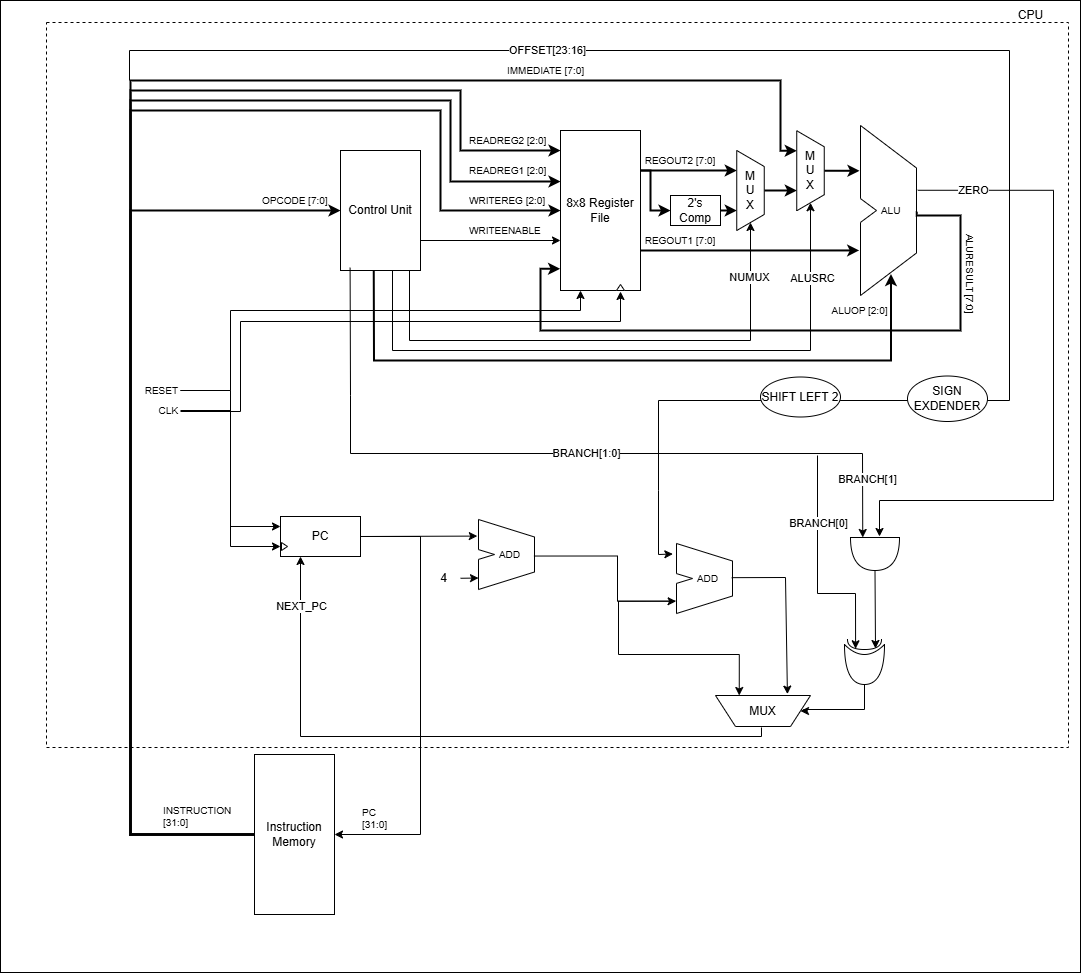 CPU
OFFSET[23:16]
IMMEDIATE [7:0]
READREG2 [2:0]
READREG1 [2:0]
WRITEREG [2:0]
WRITEENABLE
OPCODE [7:0]
Control Unit
8x8 Register
File
REGOUT2 [7:0]
2's
Comp
REGOUT1 [7:0]
M
U
X
M
U
X
ALU
ZERO
ALURESULT [7:0]
NUMUX
ALUSRC
ALUOP [2:0]
RESET
CLK
SHIFT LEFT 2
SIGN
EXDENDER
BRANCH[1:0]
BRANCH[1]
BRANCH[0]
PC
ADD
4
ADD
NEXT_PC
MUX
INSTRUCTION
[31:0]
Instruction
Memory
PC
[31:0]